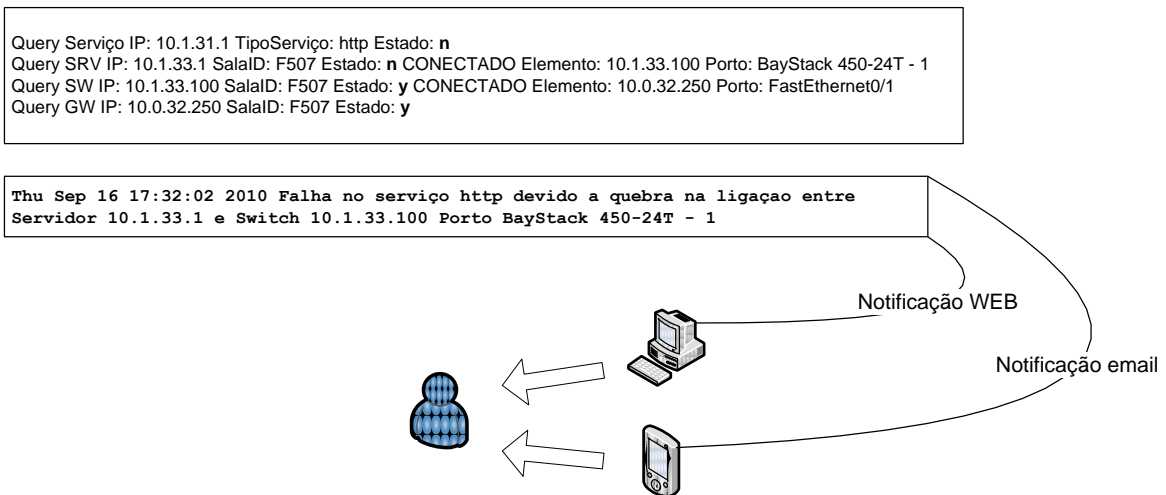 Query Serviço IP: 10.1.31.1 TipoServiço: http Estado: n
Query SRV IP: 10.1.33.1 SalaID: F507 Estado: n CONECTADO Elemento: 10.1.33.100 Porto: BayStack 450-24T - 1
Query SW IP: 10.1.33.100 SalaID: F507 Estado: y CONECTADO Elemento: 10.0.32.250 Porto: FastEthernet0/1
Query GW IP: 10.0.32.250 SalaID: F507 Estado: y
Thu Sep 16 17:32:02 2010 Falha no serviço http devido a quebra na ligaçao entre
Servidor 10.1.33.1 e Switch 10.1.33.100 Porto BayStack 450-24T - 1
Notificação WEB
Notificação email